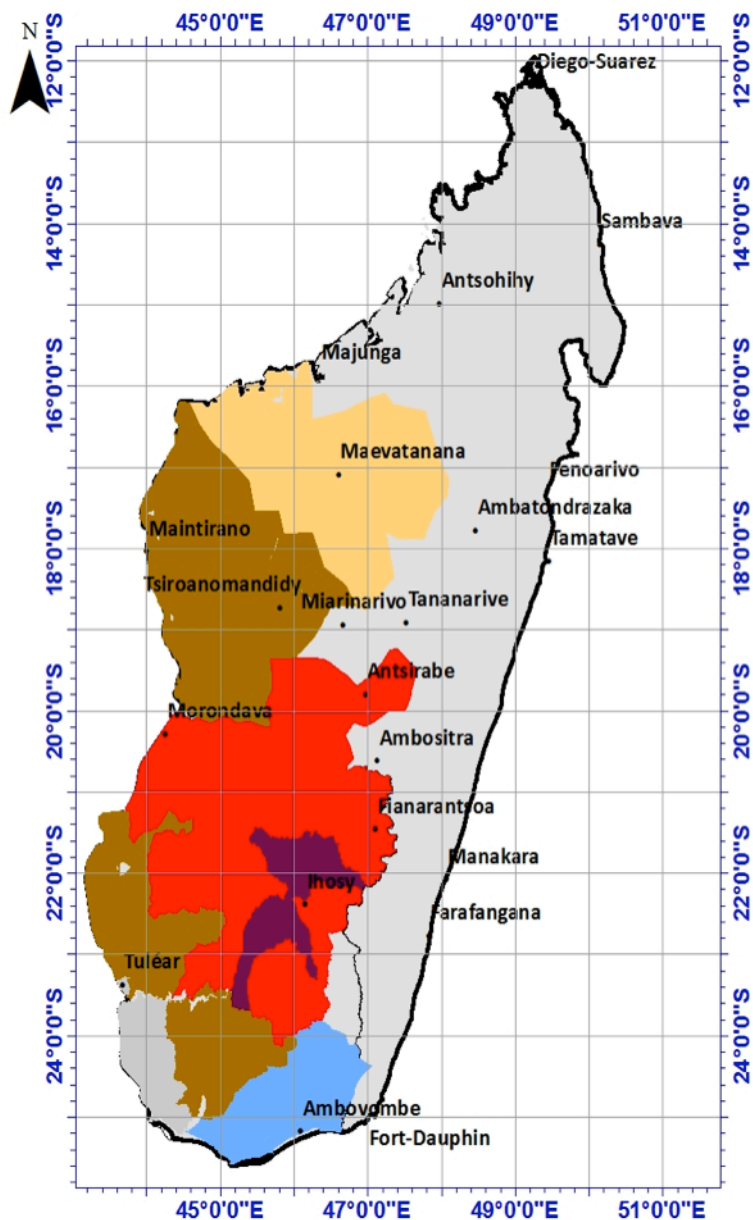 N
45°0'0"E 47°0'0"E 49°0'0"E 51°0'0"E
12°0'0"S
12°0'0"S
Diego-Suarez
14°0'0"S
14°0'0"S
Sambava
Antsohihy
Majunga
16°0'0"S
16°0'0"S
Maevatanana
Fenoarivo
Ambatondrazaka
Maintirano
Tamatave
18°0'0"S
18°0'0"S
Tsiroanomandidy
Miarinarivo
Tananarive
Antsirabe
Morondava
20°0'0"S
20°0'0"S
Ambositra
Fianarantsoa
Manakara
22°0'0"S
22°0'0"S
Ihosy
Farafangana
Tuléar
24°0'0"S
24°0'0"S
Ambovombe
Fort-Dauphin
45°0'0"E 47°0'0"E 49°0'0"E 51°0'0"E